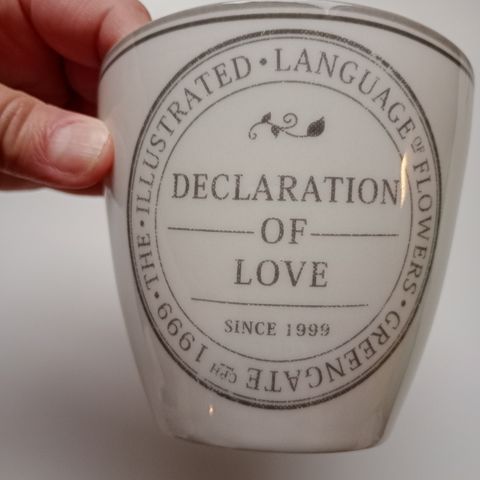 THE · ILLUSTRATED · LANGUAGE OF FLOWERS · GREENGATE CPH 1999 ·
DECLARATION
OF
LOVE
SINCE 1999